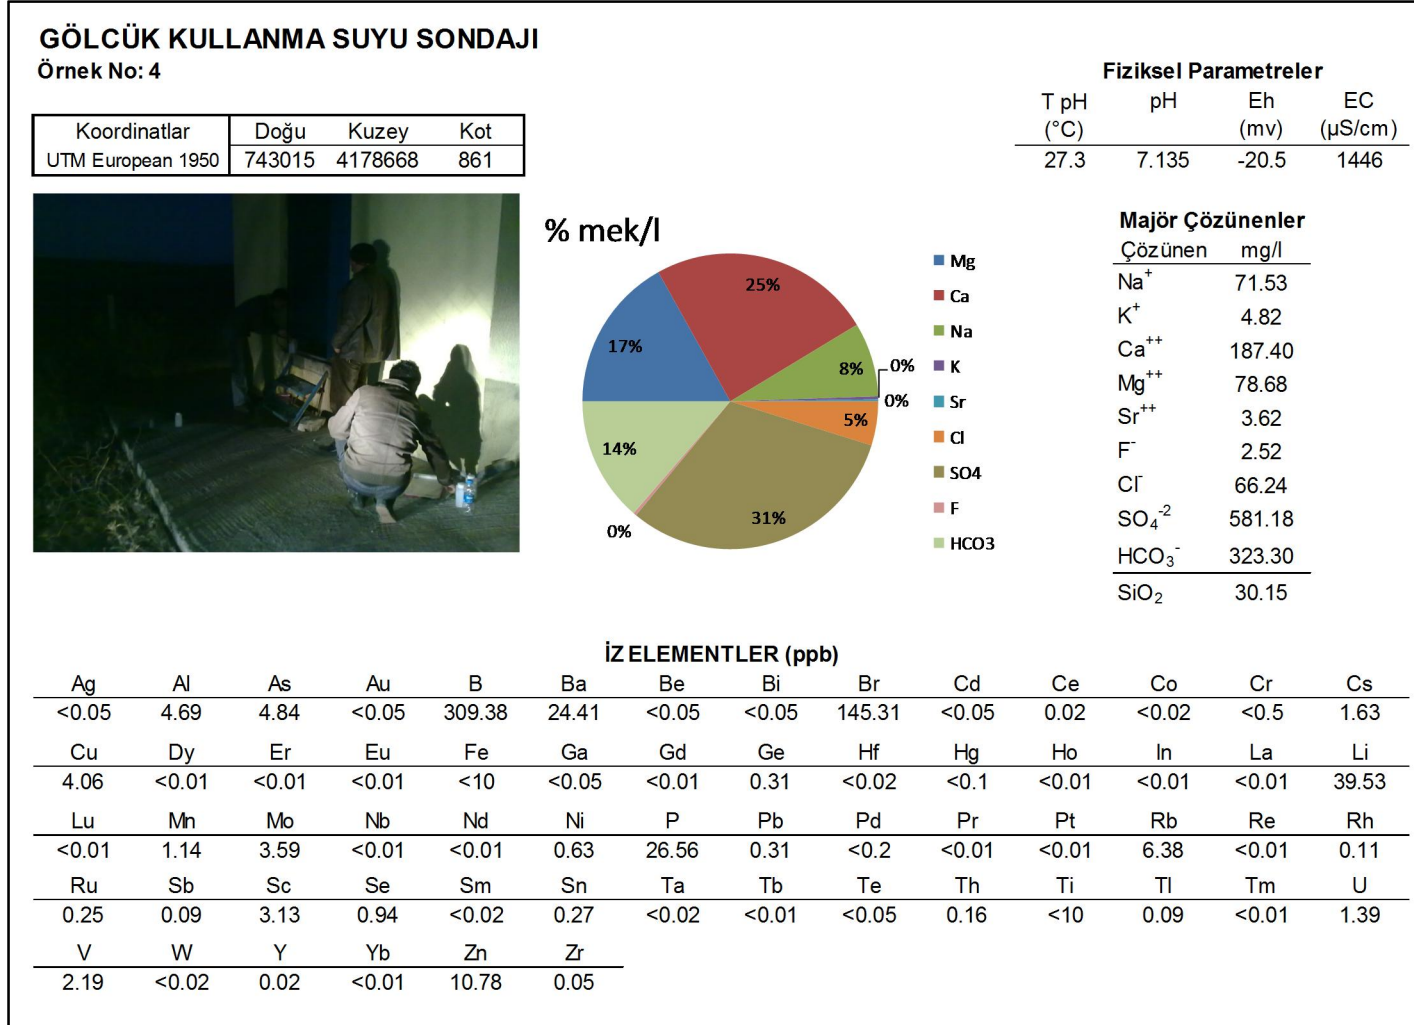 GÖLCÜK KULLANMA SUYU SONDAJI
Örnek No: 4
Koordinatlar Doğu Kuzey Kot
UTM European 1950 743015 4178668 861
Fiziksel Parametreler
T pH pH Eh EC
(°C) (mv) (µS/cm)
27.3 7.135 -20.5 1446
% mek/l
17%
25%
8%
0%
0%
5%
31%
0%
14%
Mg
Ca
Na
K
Sr
Cl
SO4
F
HCO3
Majör Çözünenler
Çözünen mg/l
Na⁺ 71.53
K⁺ 4.82
Ca⁺⁺ 187.40
Mg⁺⁺ 78.68
Sr⁺⁺ 3.62
F⁻ 2.52
Cl⁻ 66.24
SO₄⁻² 581.18
HCO₃⁻ 323.30
SiO₂ 30.15
İZ ELEMENTLER (ppb)
Ag Al As Au B Ba Be Bi Br Cd Ce Co Cr Cs
<0.05 4.69 4.84 <0.05 309.38 24.41 <0.05 <0.05 145.31 <0.05 0.02 <0.02 <0.5 1.63
Cu Dy Er Eu Fe Ga Gd Ge Hf Hg Ho In La Li
4.06 <0.01 <0.01 <0.01 <10 <0.05 <0.01 0.31 <0.02 <0.1 <0.01 <0.01 <0.01 39.53
Lu Mn Mo Nb Nd Ni P Pb Pd Pr Pt Rb Re Rh
<0.01 1.14 3.59 <0.01 <0.01 0.63 26.56 0.31 <0.2 <0.01 <0.01 6.38 <0.01 0.11
Ru Sb Sc Se Sm Sn Ta Tb Te Th Ti Tl Tm U
0.25 0.09 3.13 0.94 <0.02 0.27 <0.02 <0.01 <0.05 0.16 <10 0.09 <0.01 1.39
V W Y Yb Zn Zr
2.19 <0.02 0.02 <0.01 10.78 0.05